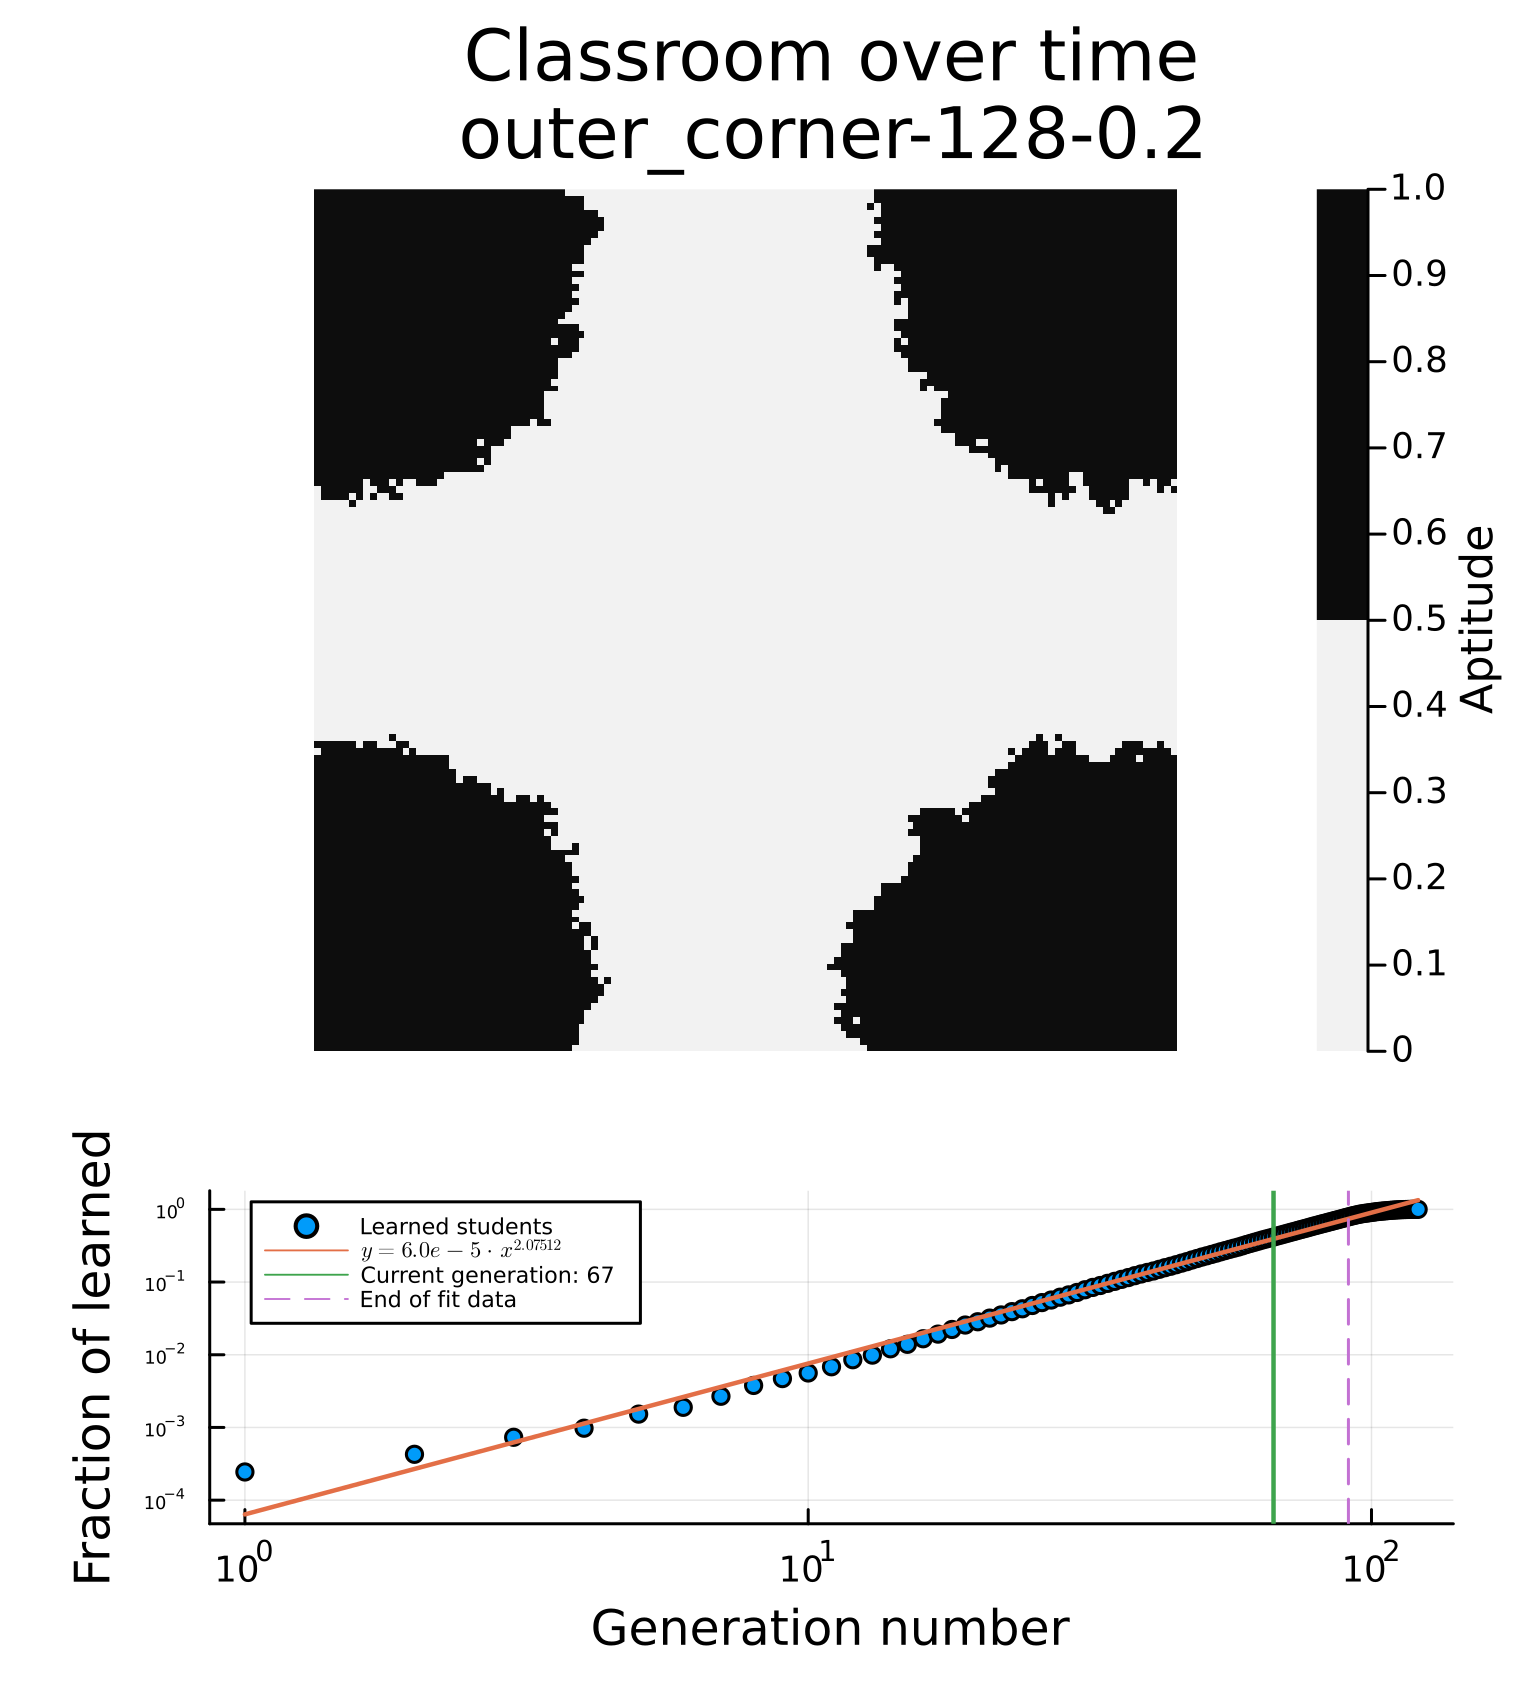 Classroom over time
outer_corner-128-0.2
1.0
0.9
0.8
0.7
0.6
0.5
0.4
0.3
0.2
0.1
0
Aptitude
Fraction of learned
10^0
10^-1
10^-2
10^-3
10^-4
Learned students
y = 6.0e − 5 · x^2.07512
Current generation: 67
End of fit data
10^0
10^1
10^2
Generation number